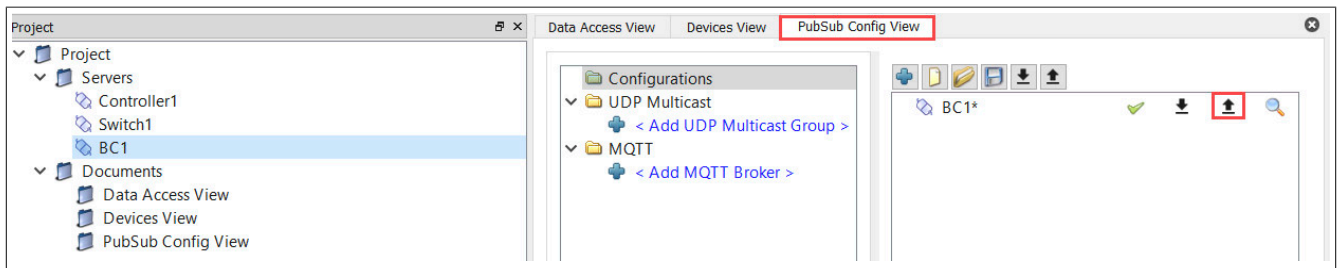 Project
Project
Servers
Controller1
Switch1
BC1
Documents
Data Access View
Devices View
PubSub Config View
Data Access View Devices View PubSub Config View
Configurations
UDP Multicast
< Add UDP Multicast Group >
MQTT
< Add MQTT Broker >
BC1*